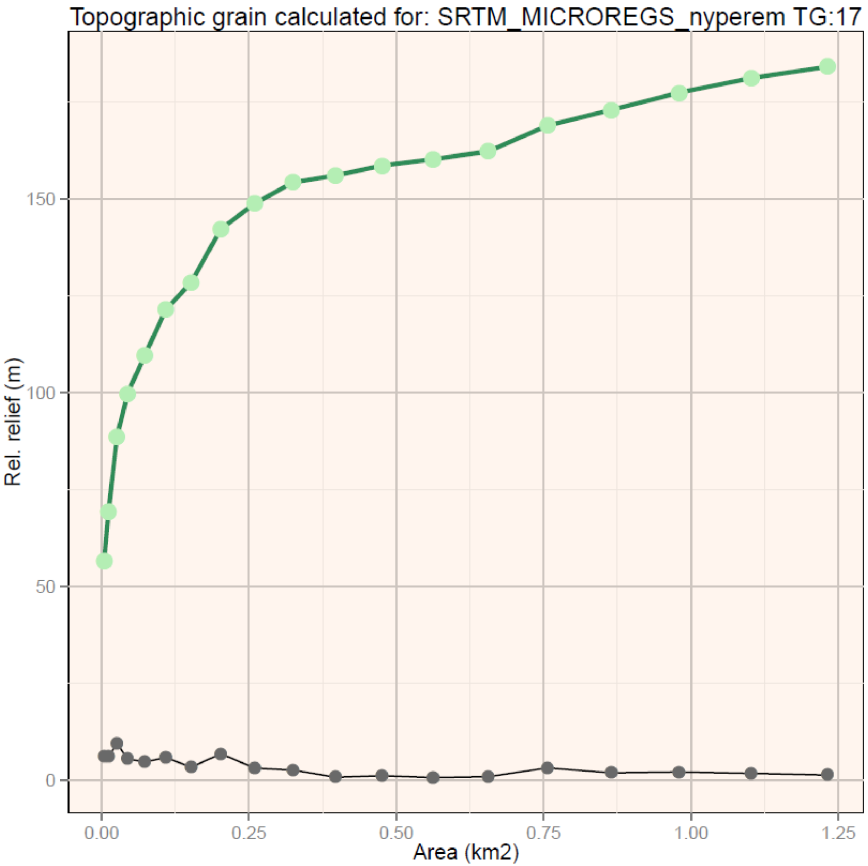 Topographic grain calculated for: SRTM_MICROREGS_nyperem TG:17
Rel. relief (m)
150
100
50
0
0.00 0.25 0.50 0.75 1.00 1.25
Area (km2)